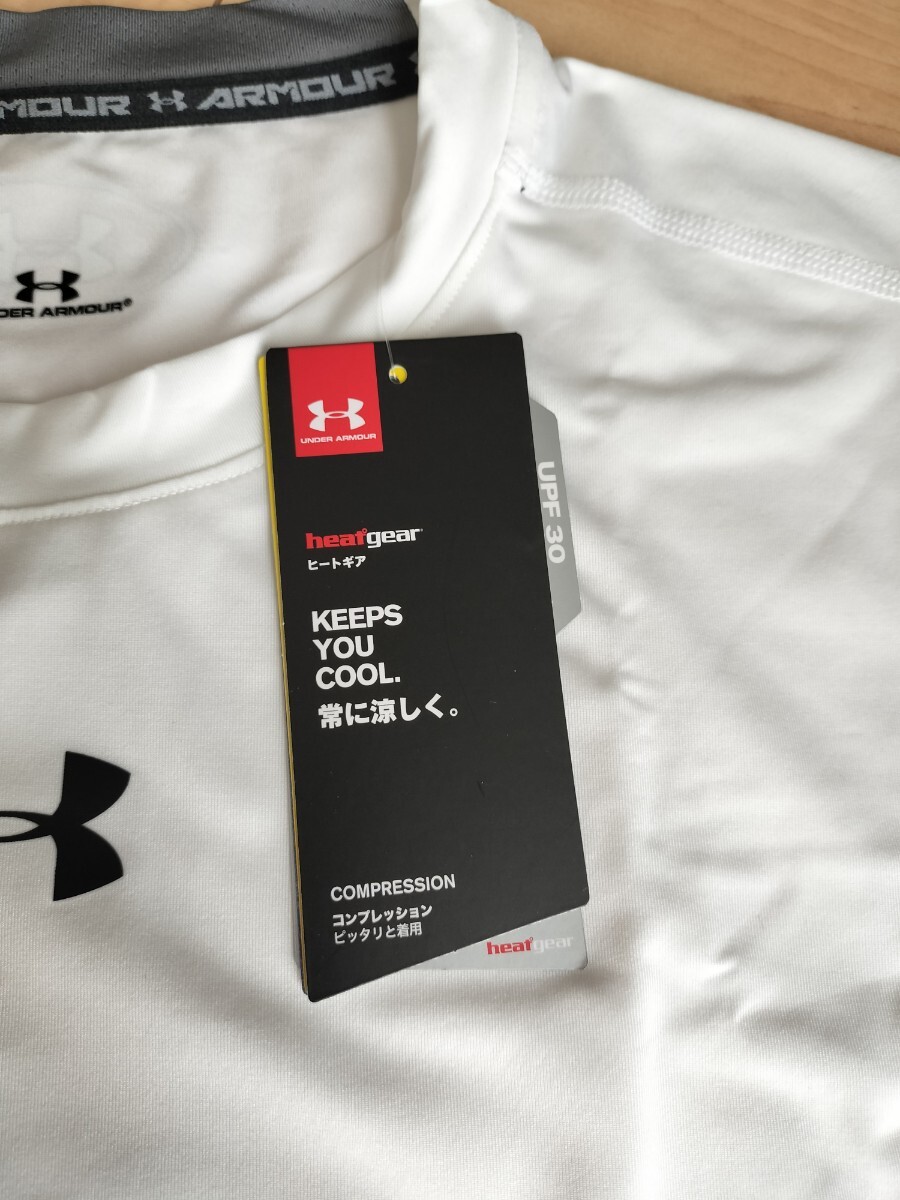 ARMOUR ARMOUR
UNDER ARMOUR®
UNDER ARMOUR
heatgear®
ヒートギア
KEEPS
YOU
COOL.
常に涼しく。
UPF 30
COMPRESSION
コンプレッション
ピッタリと着用
heatgear